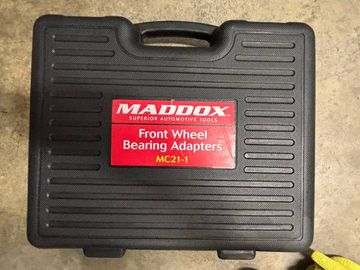 MADDOX
SUPERIOR AUTOMOTIVE TOOLS
Front Wheel
Bearing Adapters
MC21-1